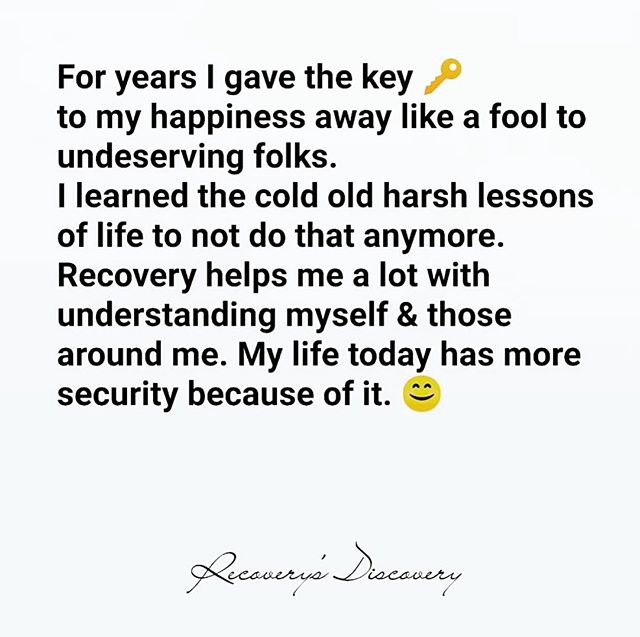 For years I gave the key 🔑
to my happiness away like a fool to
undeserving folks.
I learned the cold old harsh lessons
of life to not do that anymore.
Recovery helps me a lot with
understanding myself & those
around me. My life today has more
security because of it. 😊
Recovery's Discovery